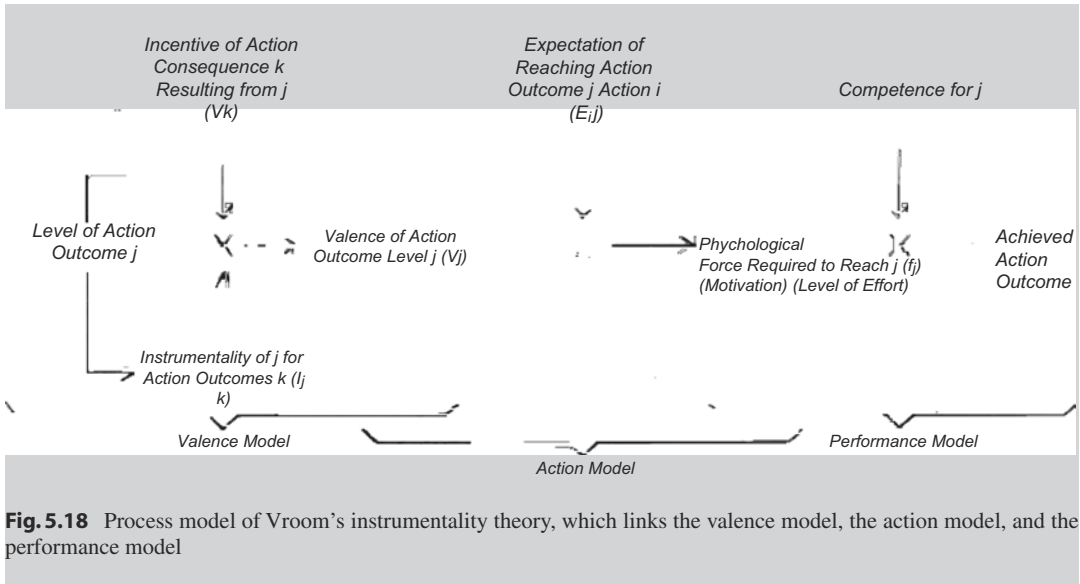 Incentive of Action
Consequence k
Resulting from j
(Vk)
Expectation of
Reaching Action
Outcome j Action i
(Eij)
Competence for j
Level of Action
Outcome j
Valence of Action
Outcome Level j (Vj)
Phychological
Force Required to Reach j (fj)
(Motivation) (Level of Effort)
Achieved
Action
Outcome
Instrumentality of j for
Action Outcomes k (Ij
k)
Valence Model
Action Model
Performance Model
Fig. 5.18 Process model of Vroom's instrumentality theory, which links the valence model, the action model, and the
performance model